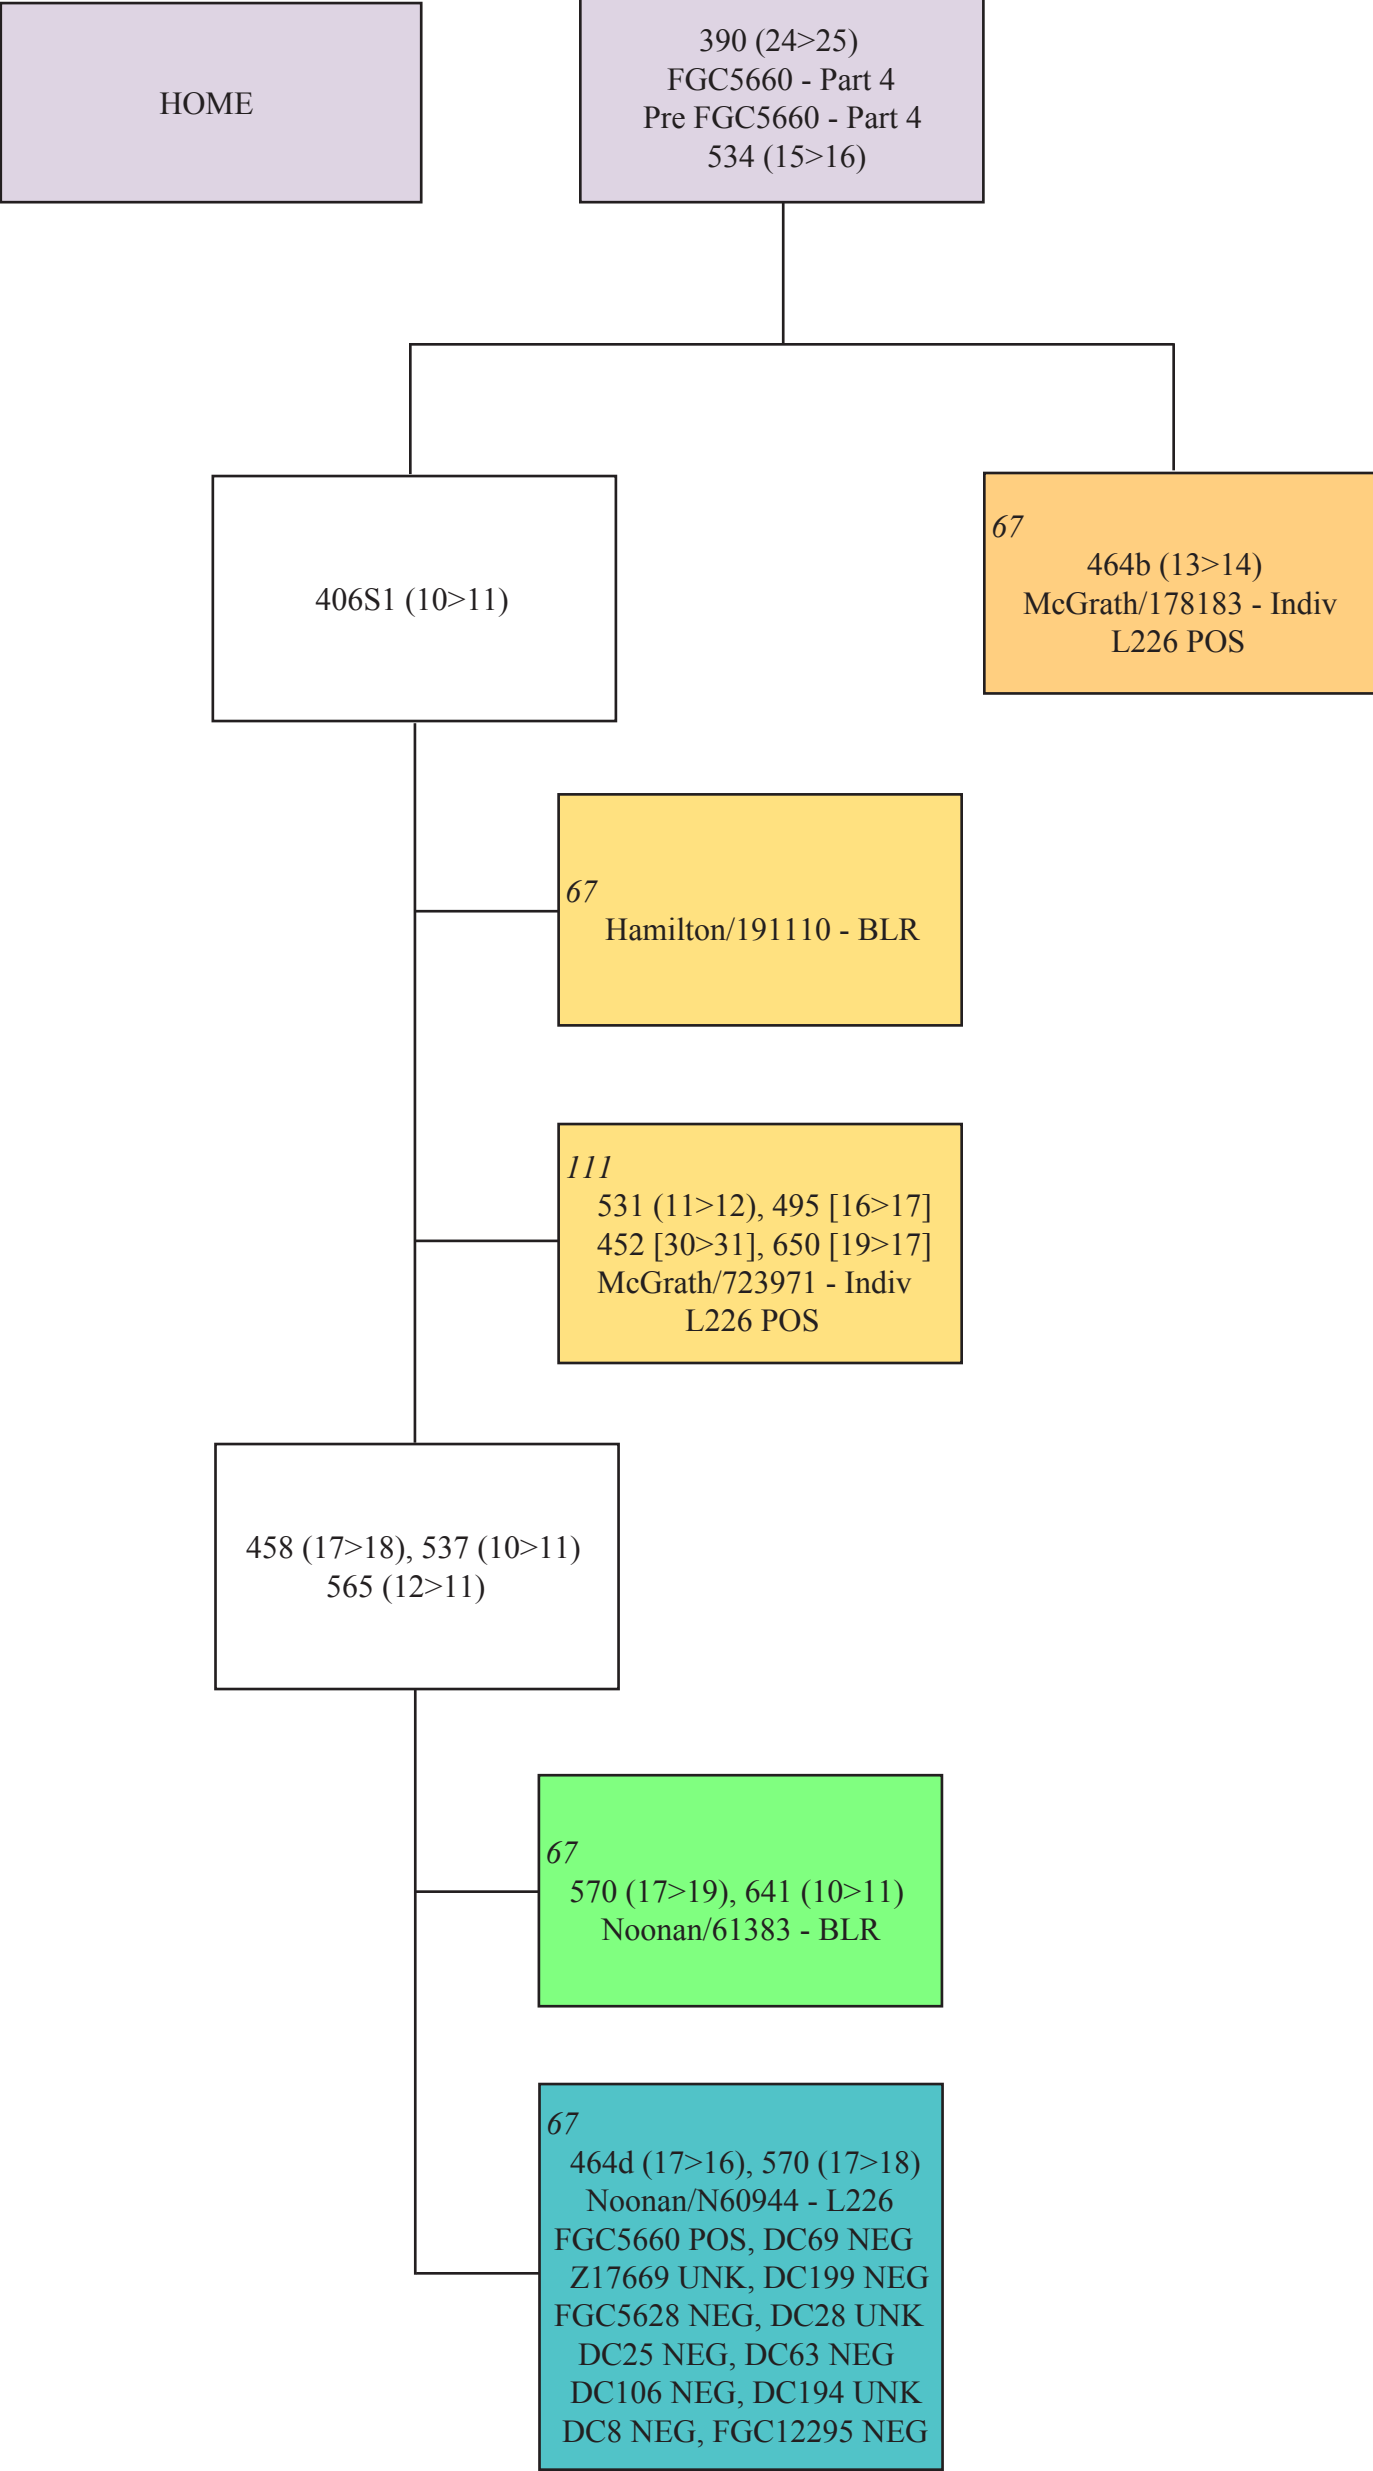 HOME
390 (24>25)
FGC5660 - Part 4
Pre FGC5660 - Part 4
534 (15>16)
406S1 (10>11)
67
464b (13>14)
McGrath/178183 - Indiv
L226 POS
67
Hamilton/191110 - BLR
111
531 (11>12), 495 [16>17]
452 [30>31], 650 [19>17]
McGrath/723971 - Indiv
L226 POS
458 (17>18), 537 (10>11)
565 (12>11)
67
570 (17>19), 641 (10>11)
Noonan/61383 - BLR
67
464d (17>16), 570 (17>18)
Noonan/N60944 - L226
FGC5660 POS, DC69 NEG
Z17669 UNK, DC199 NEG
FGC5628 NEG, DC28 UNK
DC25 NEG, DC63 NEG
DC106 NEG, DC194 UNK
DC8 NEG, FGC12295 NEG